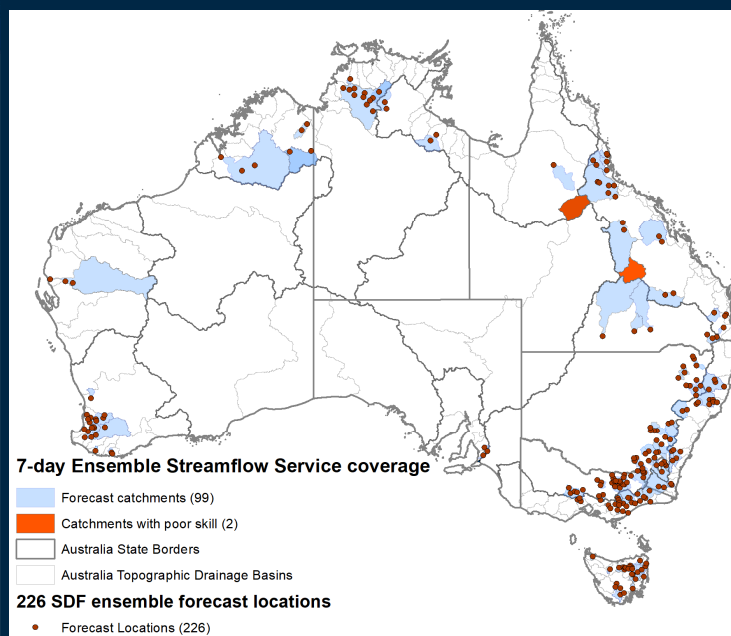 7-day Ensemble Streamflow Service coverage
Forecast catchments (99)
Catchments with poor skill (2)
Australia State Borders
Australia Topographic Drainage Basins
226 SDF ensemble forecast locations
Forecast Locations (226)